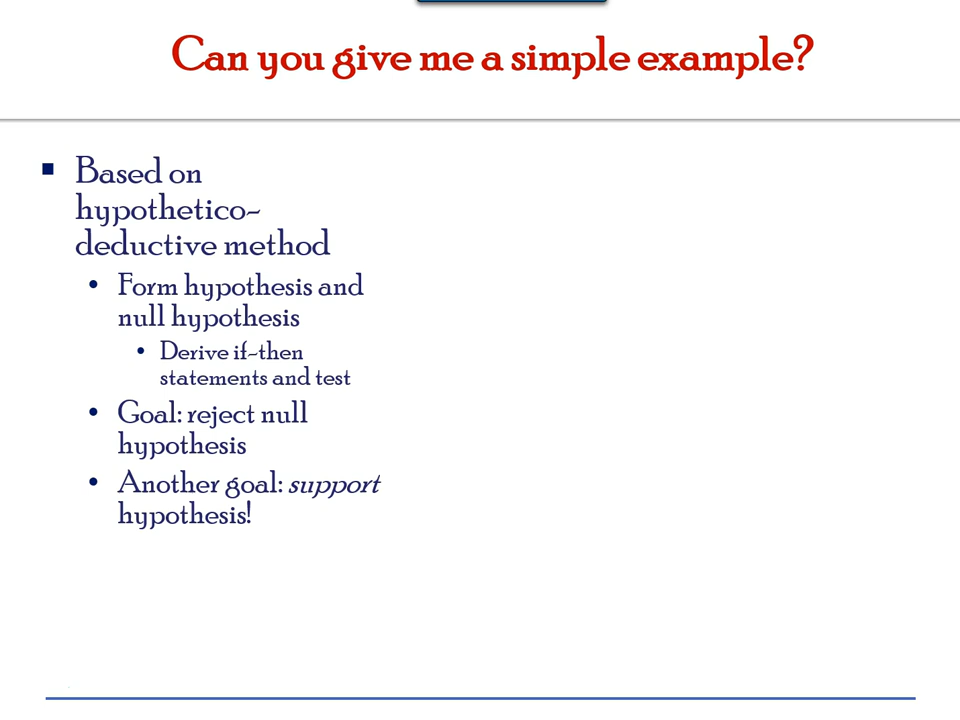 Can you give me a simple example?
Based on
hypothetico-
deductive method
Form hypothesis and
null hypothesis
Derive if-then
statements and test
Goal: reject null
hypothesis
Another goal: support
hypothesis!